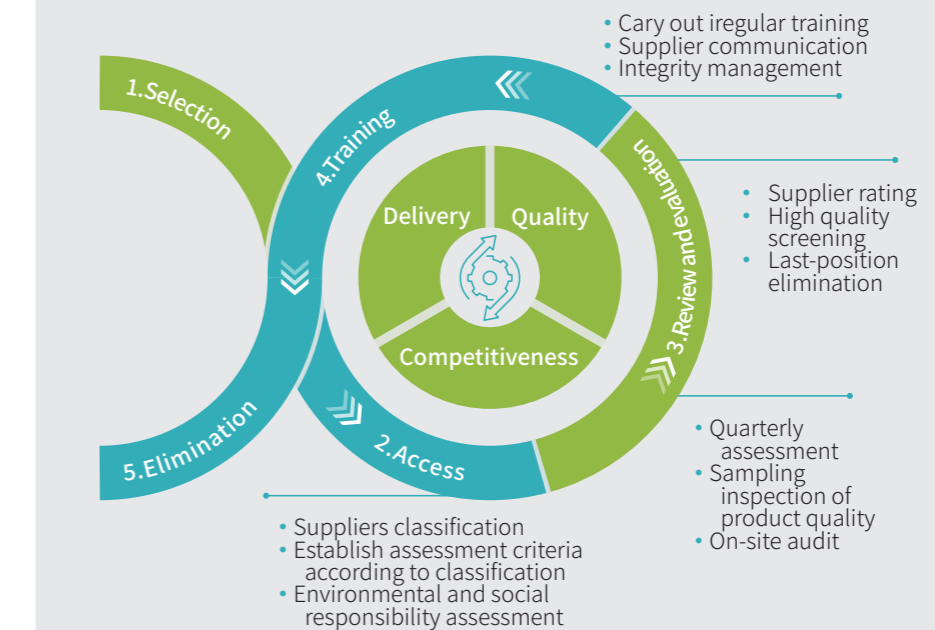 • Cary out iregular training
• Supplier communication
• Integrity management
1.Selection
4.Training
3.Review and evaluation
Delivery
Quality
Competitiveness
• Supplier rating
• High quality
screening
• Last-position
elimination
5.Elimination
2.Access
• Quarterly
assessment
• Sampling
inspection of
product quality
• On-site audit
• Suppliers classification
• Establish assessment criteria
according to classification
• Environmental and social
responsibility assessment